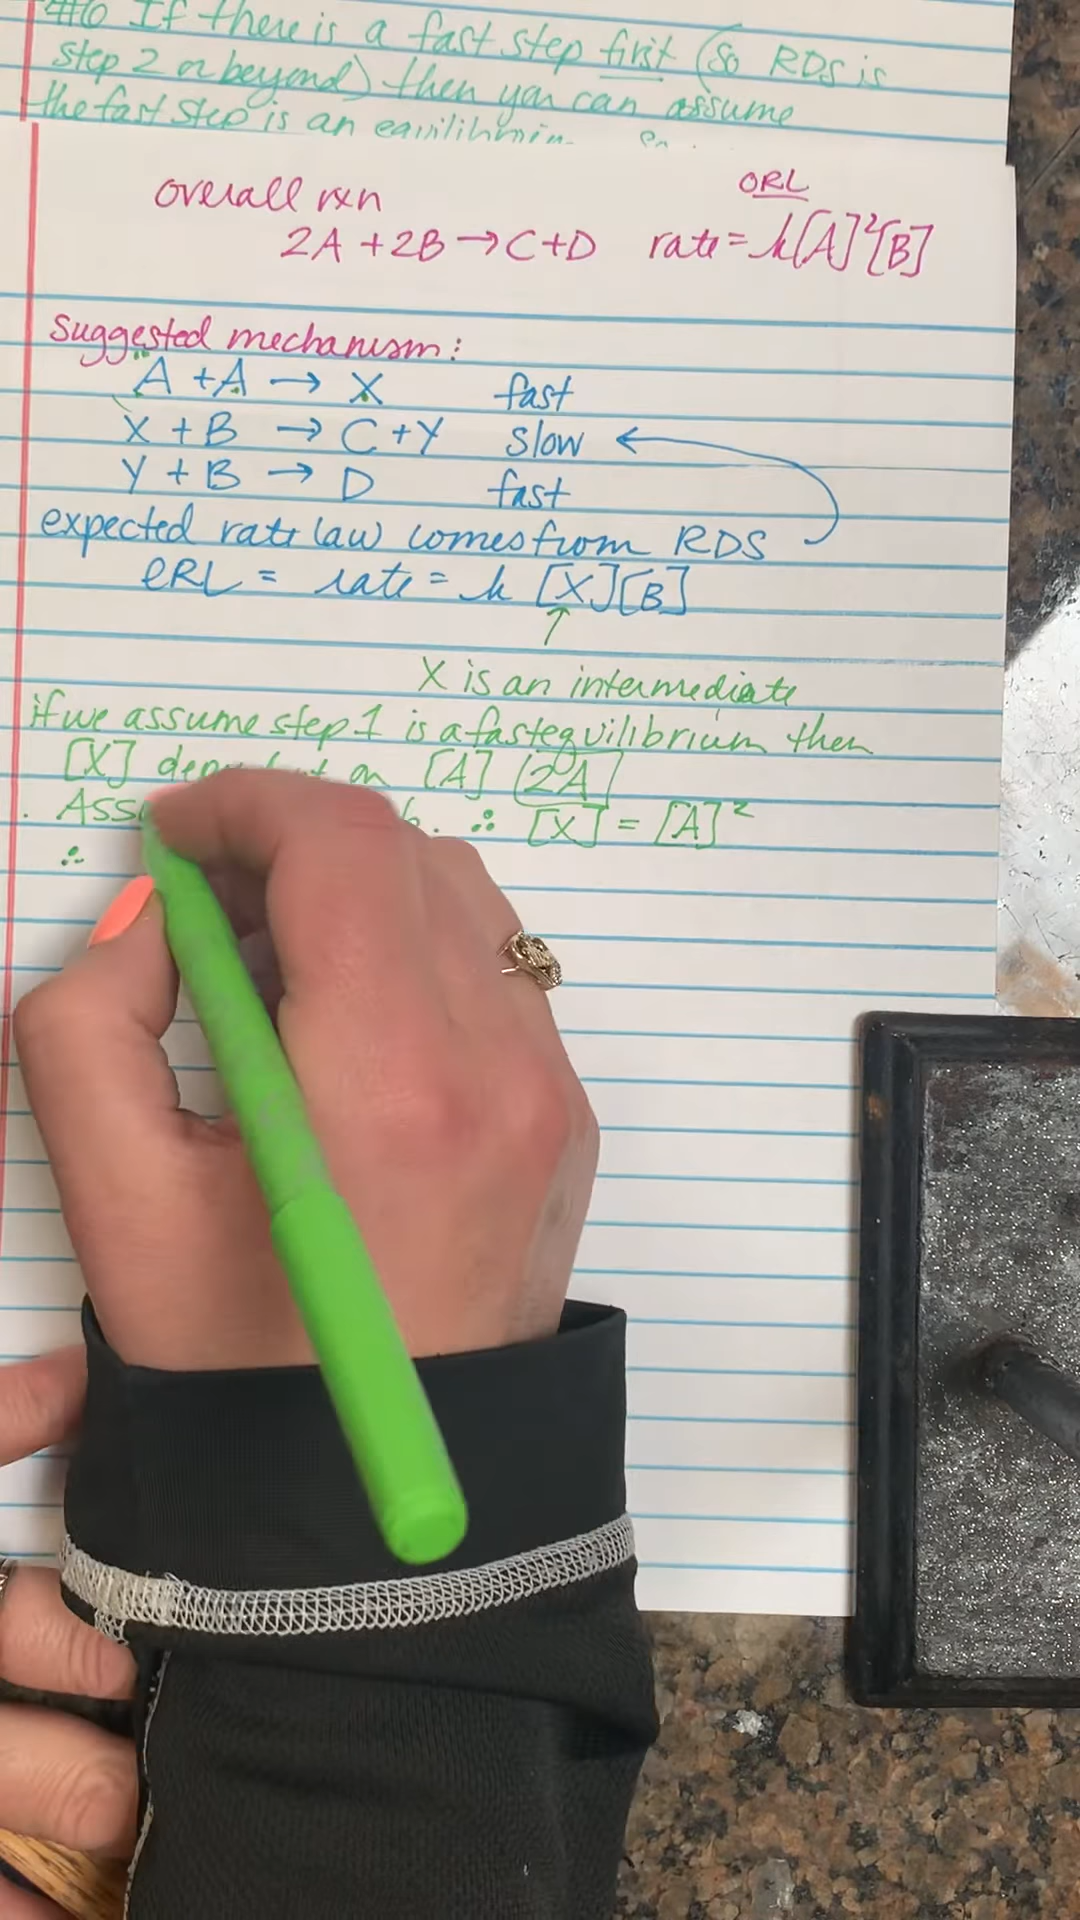 #6 If there is a fast step first (so RDS is
step 2 or beyond) then you can assume
the fast step is an
overall rxn
ORL
2A + 2B → C + D rate = k[A]²[B]
suggested mechanism:
A + A → X fast
X + B → C + Y slow
Y + B → D fast
expected rate law comes from RDS
eRL = rate = k [X][B]
↑
X is an intermediate
if we assume step 1 is a fast equilibrium then
[X] on [A] 2A
∴ [X] = [A]²
∴